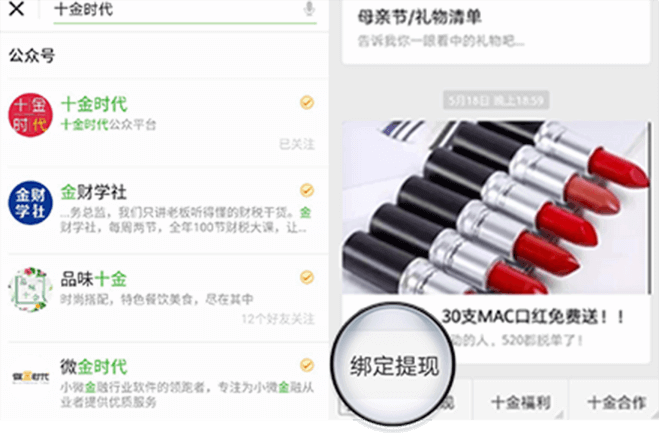 十金时代
公众号
十金时代
十金时代
十金时代公众平台
已关注
金财学社
金财学社
...务总监，我们只讲老板听得懂的财税干货。金
财学社，每周两节，全年100节财税大课，让...
品味十金
时尚搭配，特色餐饮美食，尽在其中
12个好友关注
微金时代
微金时代
小微金融行业软件的领跑者，专注为小微金融从
业者提供优质服务
母亲节/礼物清单
告诉我你一眼看中的礼物吧...
5月18日 晚上18:59
30支MAC口红免费送！！
动的人，520都脱单了！
绑定提现
现
十金福利
十金合作